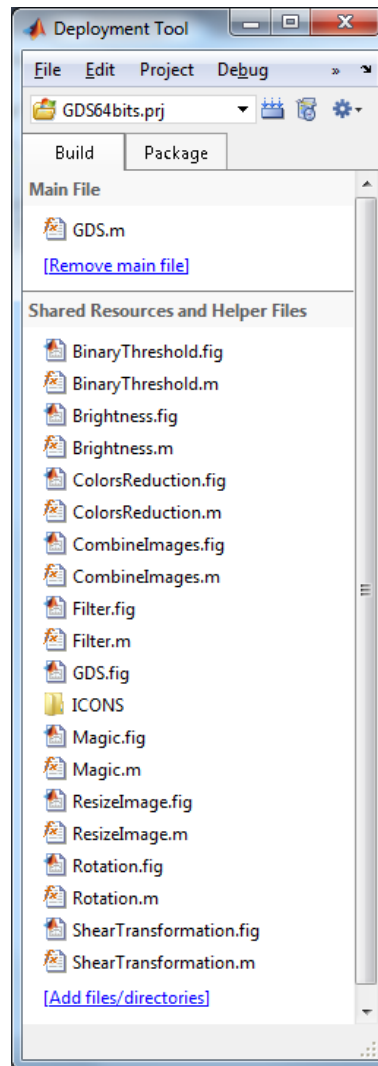 Deployment Tool
File Edit Project Debug »
GDS64bits.prj
Build Package
Main File
GDS.m
[Remove main file]
Shared Resources and Helper Files
BinaryThreshold.fig
BinaryThreshold.m
Brightness.fig
Brightness.m
ColorsReduction.fig
ColorsReduction.m
CombineImages.fig
CombineImages.m
Filter.fig
Filter.m
GDS.fig
ICONS
Magic.fig
Magic.m
ResizeImage.fig
ResizeImage.m
Rotation.fig
Rotation.m
ShearTransformation.fig
ShearTransformation.m
[Add files/directories]